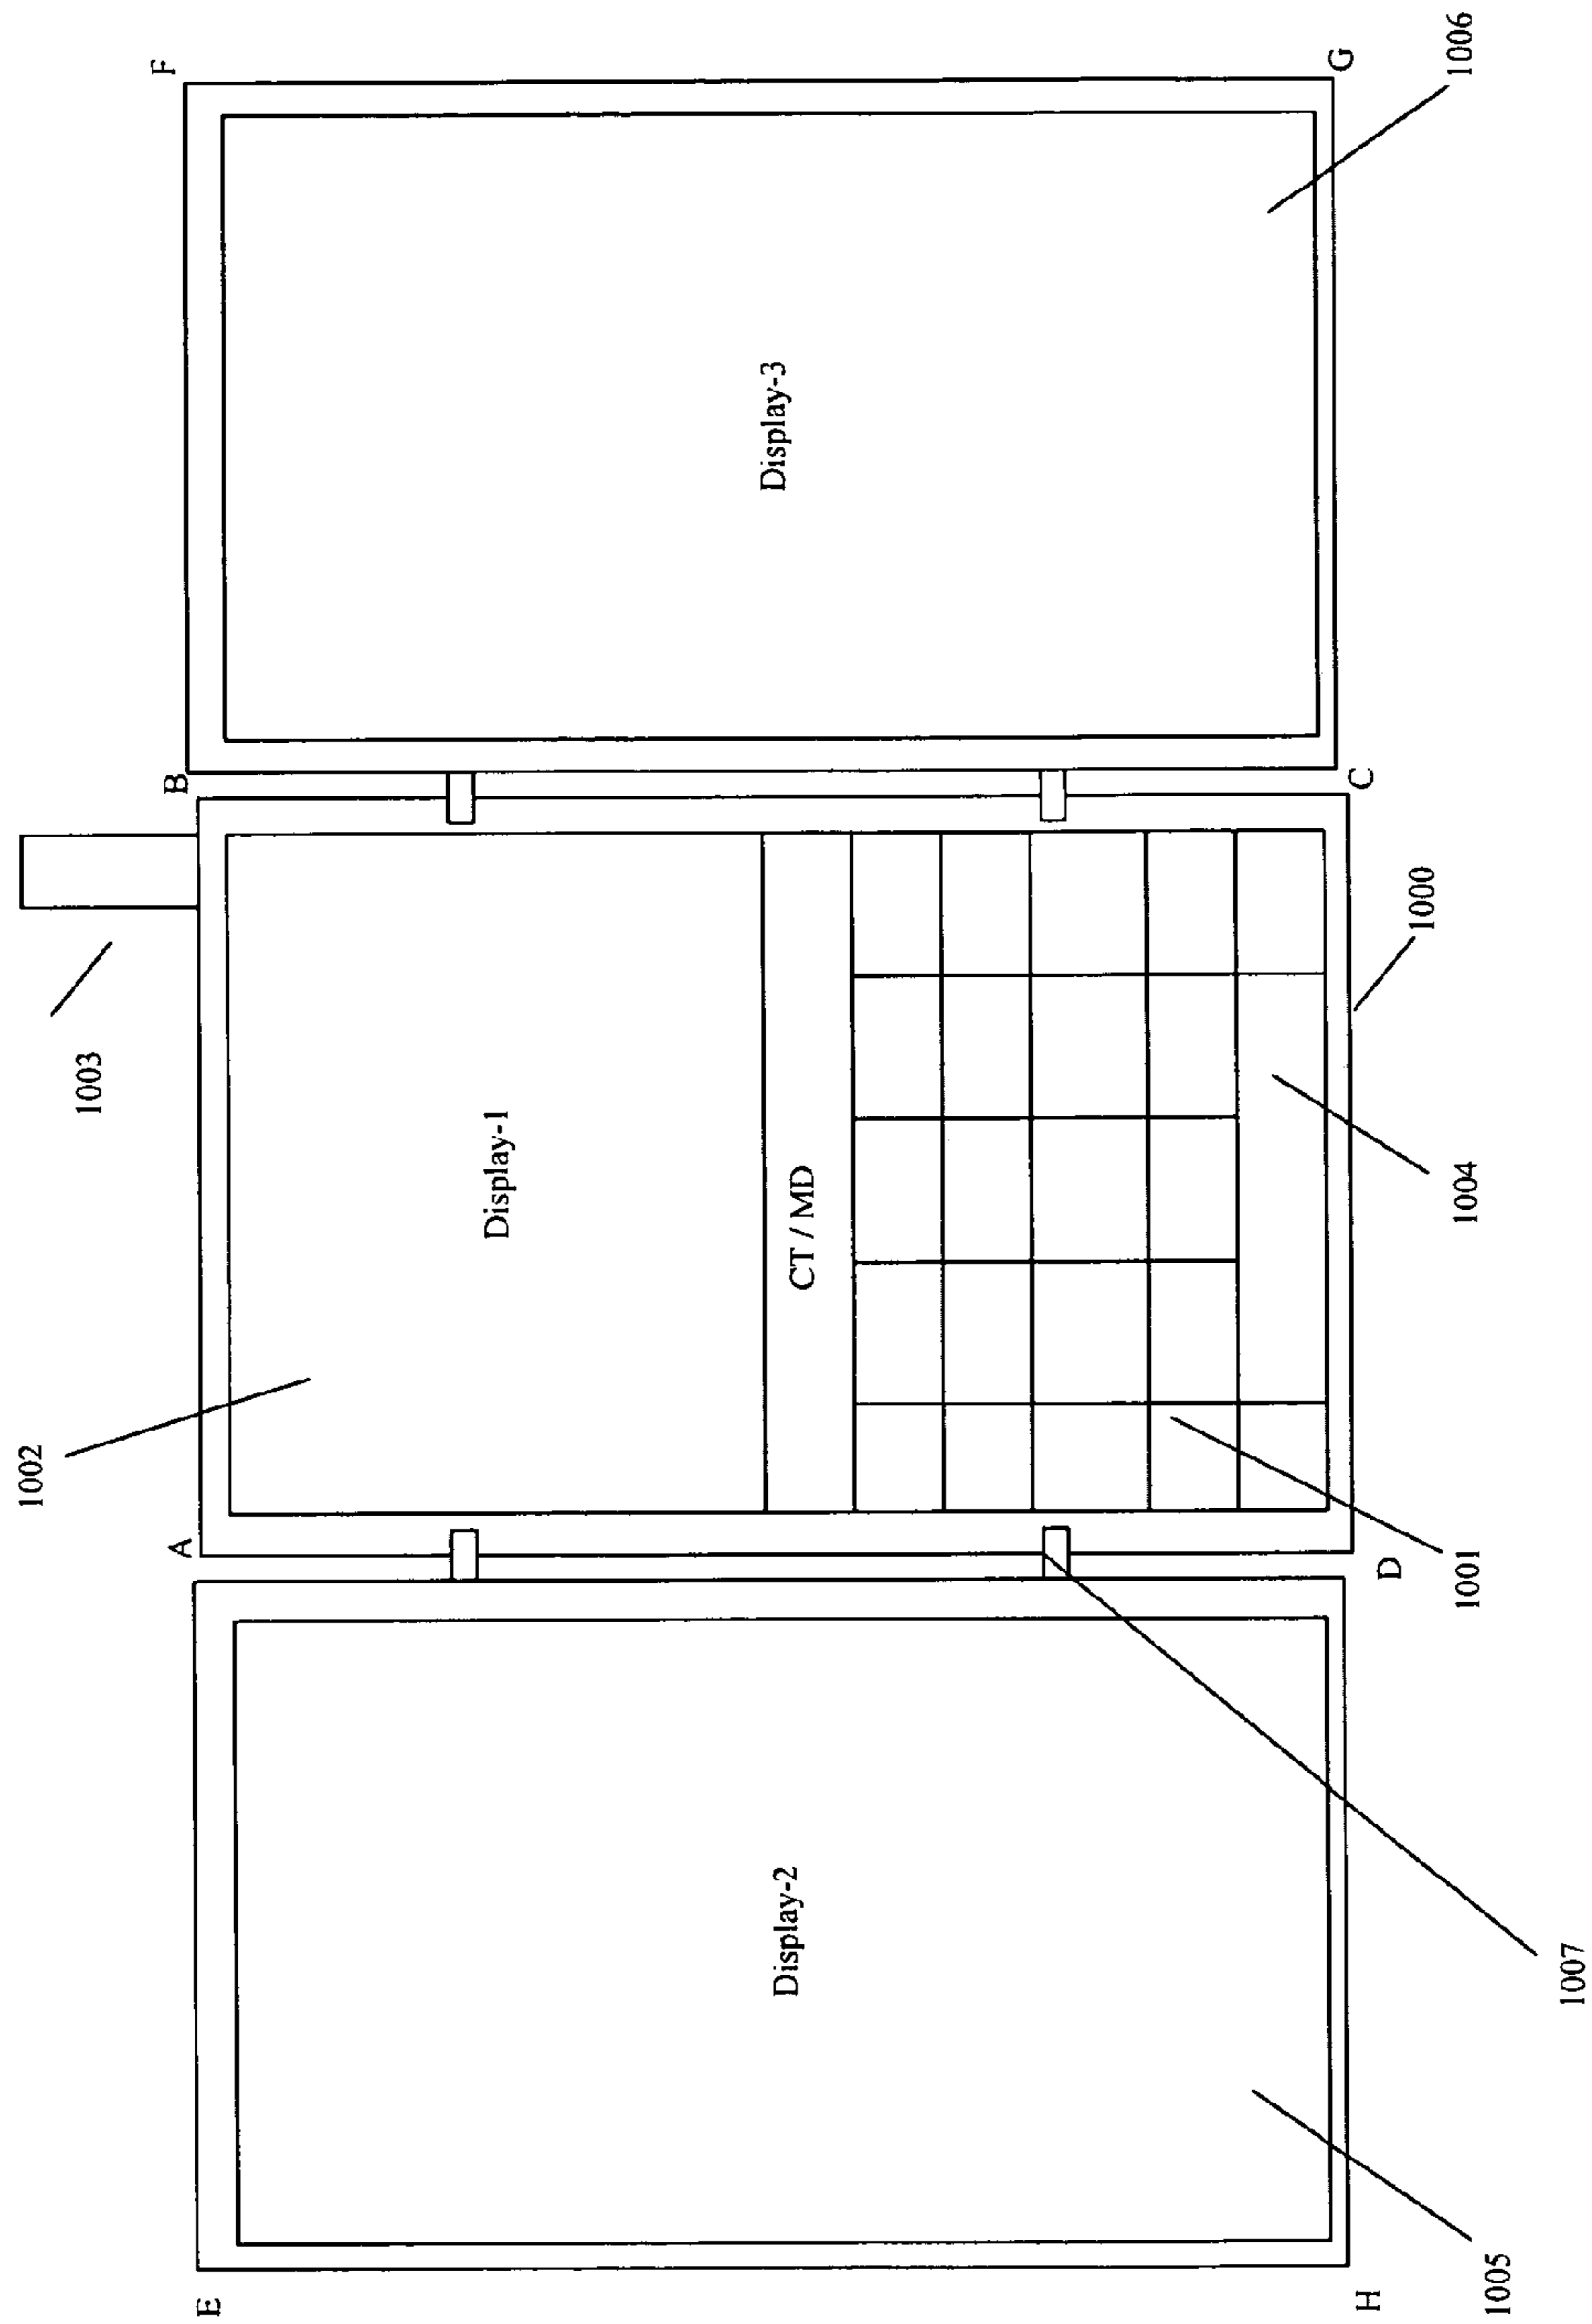 1003
1002
E
A
B
F
Display-1
Display-2
CT / MD
Display-3
H
D
C
G
1005
1007
1001
1004
1000
1006